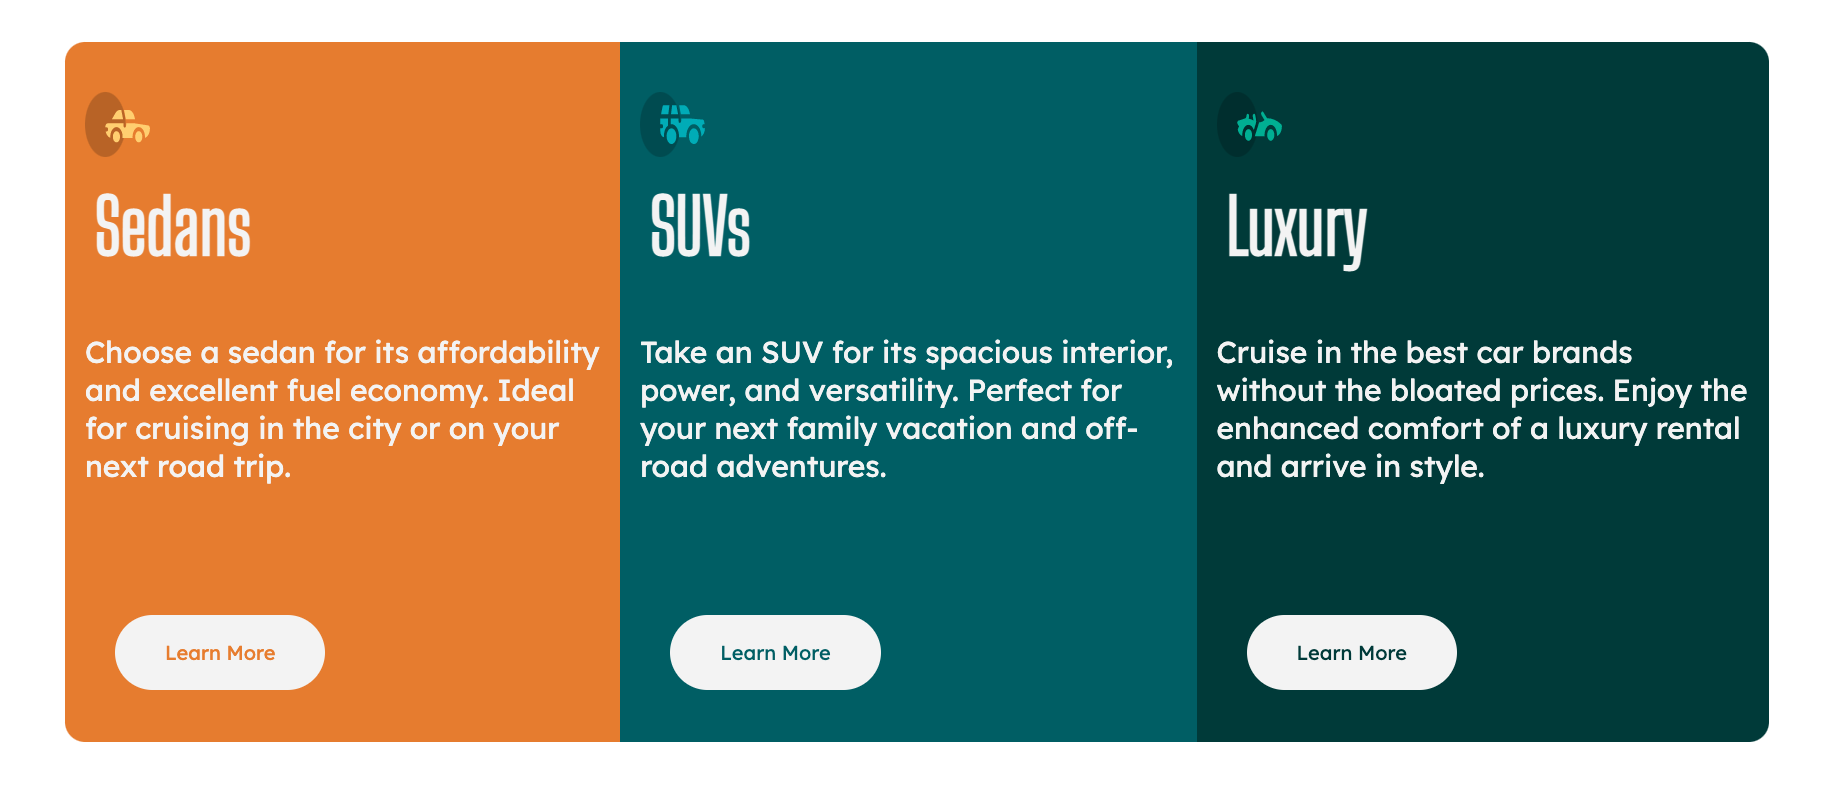 Sedans
Choose a sedan for its affordability
and excellent fuel economy. Ideal
for cruising in the city or on your
next road trip.
Learn More
SUVs
Take an SUV for its spacious interior,
power, and versatility. Perfect for
your next family vacation and off-
road adventures.
Learn More
Luxury
Cruise in the best car brands
without the bloated prices. Enjoy the
enhanced comfort of a luxury rental
and arrive in style.
Learn More